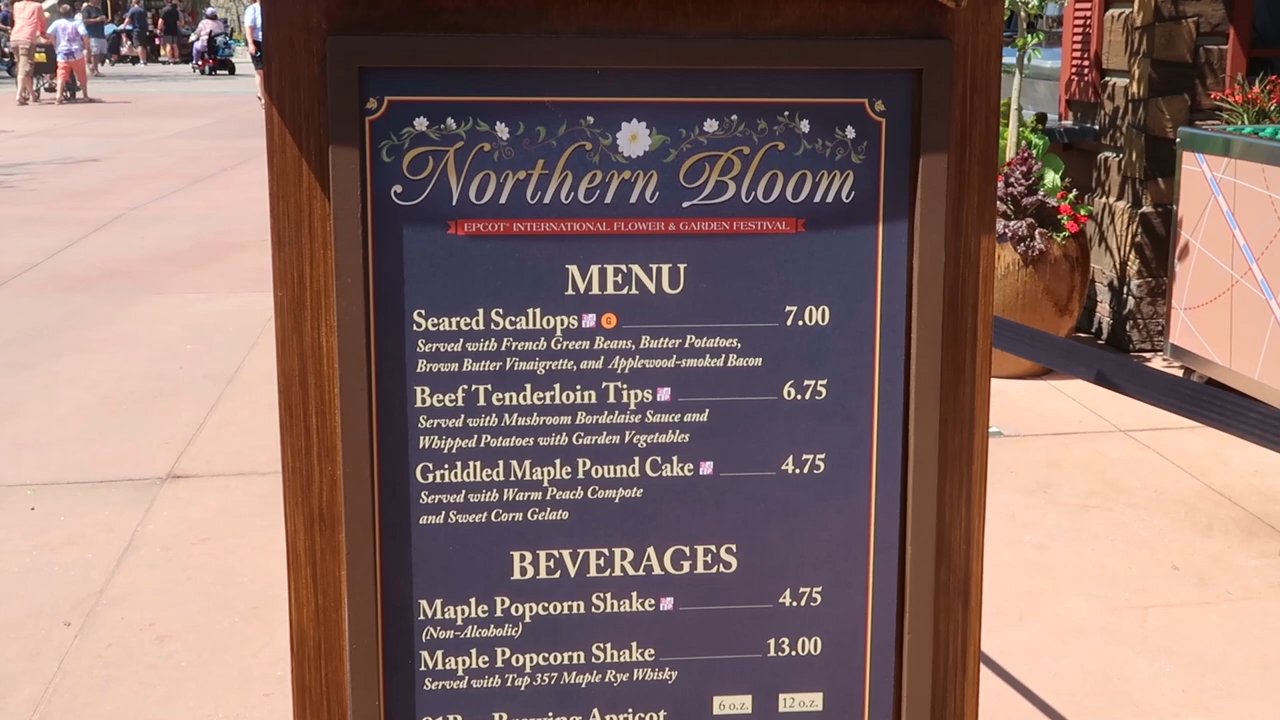 Northern Bloom
EPCOT® INTERNATIONAL FLOWER & GARDEN FESTIVAL
MENU
Seared Scallops G 7.00
Served with French Green Beans, Butter Potatoes,
Brown Butter Vinaigrette, and Applewood-smoked Bacon
Beef Tenderloin Tips 6.75
Served with Mushroom Bordelaise Sauce and
Whipped Potatoes with Garden Vegetables
Griddled Maple Pound Cake 4.75
Served with Warm Peach Compote
and Sweet Corn Gelato
BEVERAGES
Maple Popcorn Shake 4.75
(Non-Alcoholic)
Maple Popcorn Shake 13.00
Served with Tap 357 Maple Rye Whisky
6 o.z. 12 o.z.
Brewing Apricot